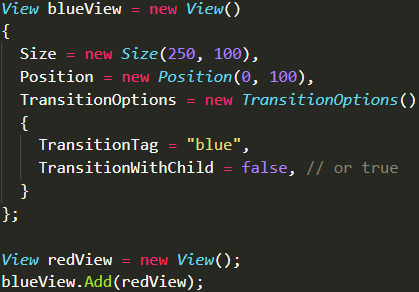 View blueView = new View()
{
  Size = new Size(250, 100),
  Position = new Position(0, 100),
  TransitionOptions = new TransitionOptions()
  {
    TransitionTag = "blue",
    TransitionWithChild = false, // or true
  }
};

View redView = new View();
blueView.Add(redView);